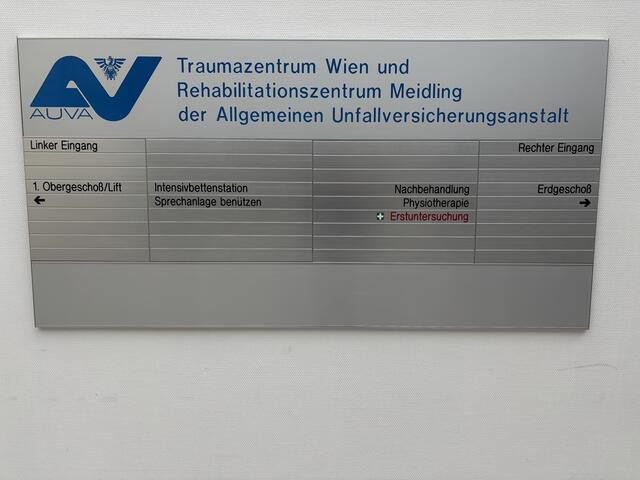 AUVA
Traumazentrum Wien und
Rehabilitationszentrum Meidling
der Allgemeinen Unfallversicherungsanstalt
Linker Eingang
Rechter Eingang
1. Obergeschoß/Lift Intensivbettenstation Nachbehandlung Erdgeschoß
← Sprechanlage benützen Physiotherapie →
Erstuntersuchung